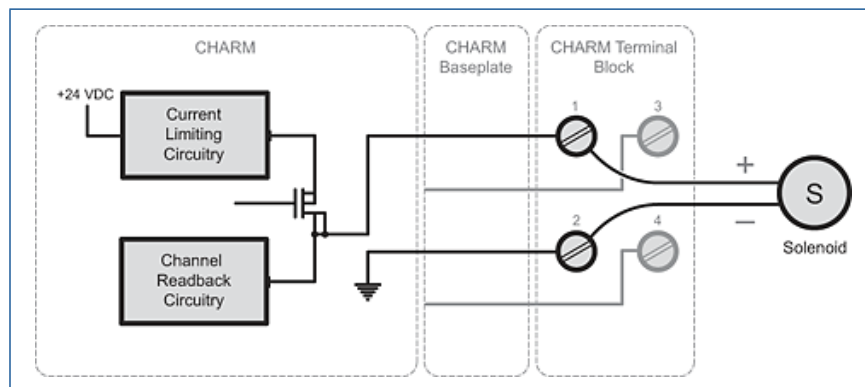 CHARM
CHARM
Baseplate
CHARM Terminal
Block
+24 VDC
Current
Limiting
Circuitry
1
3
+
S
−
Solenoid
2
4
Channel
Readback
Circuitry